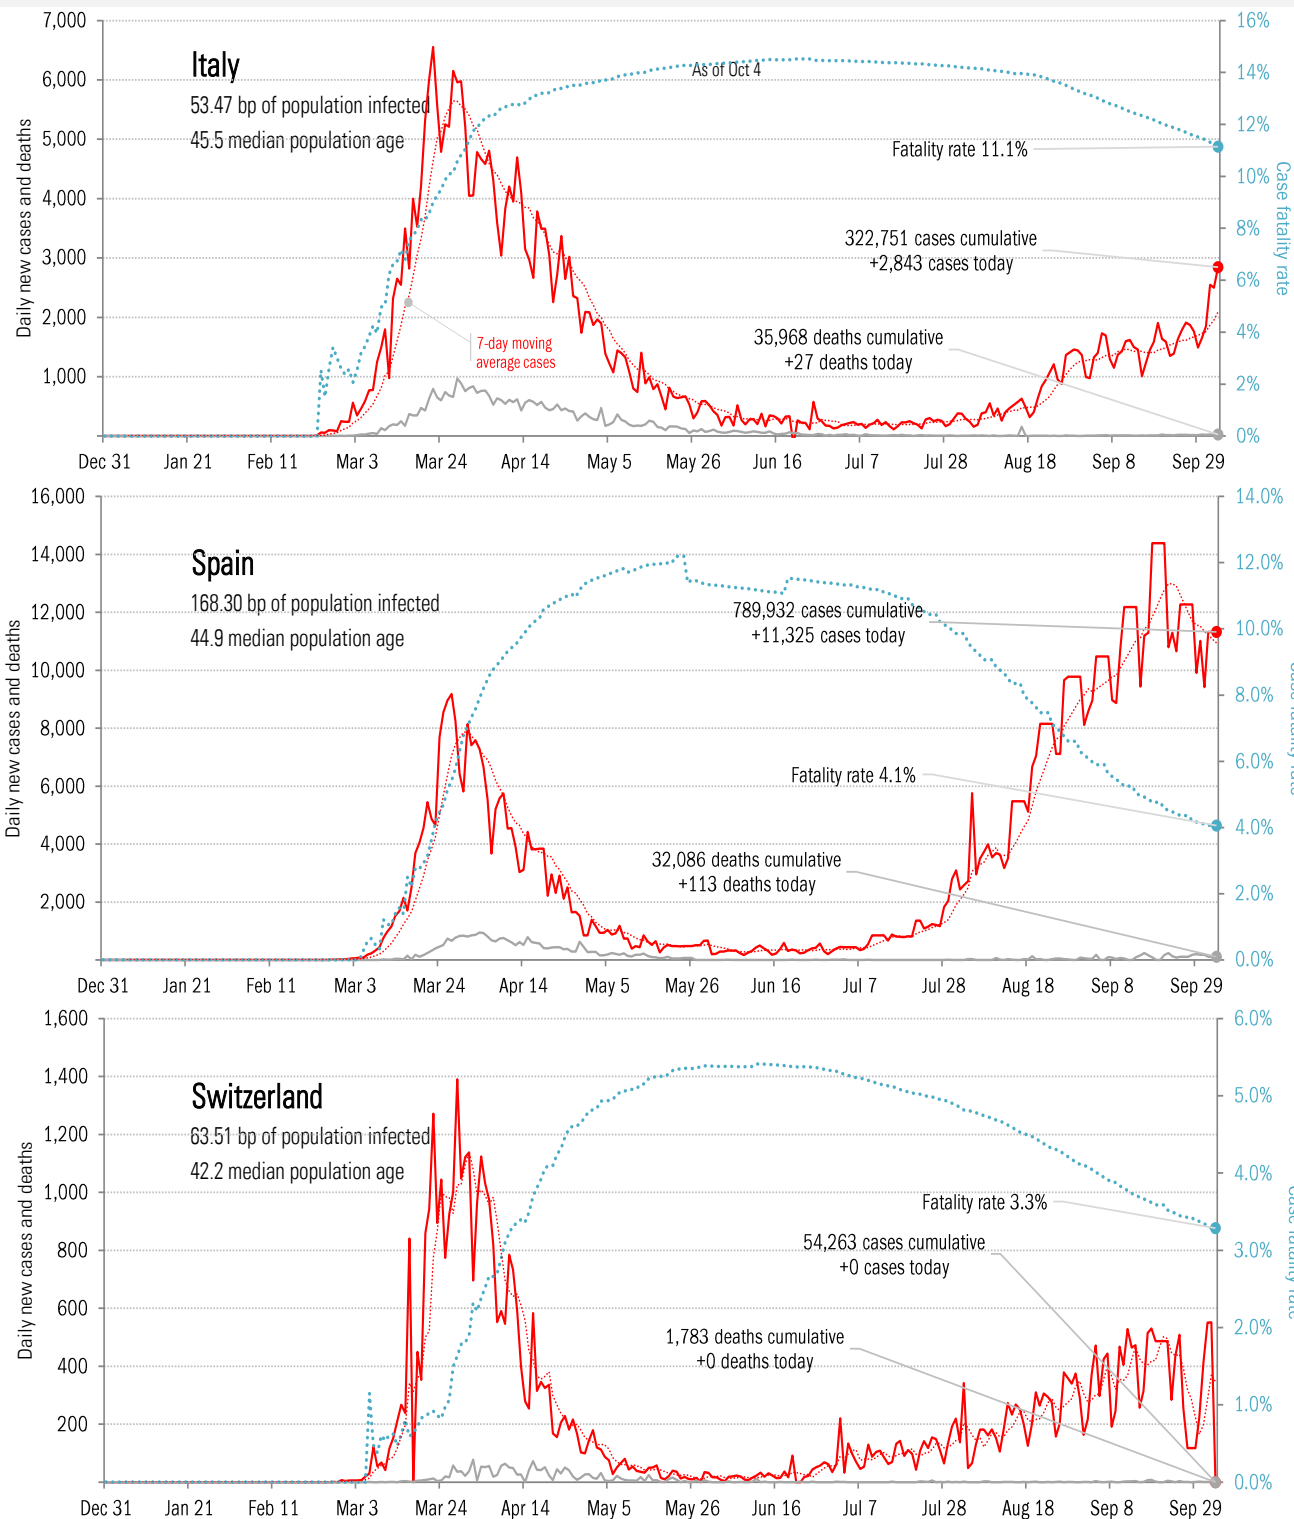 7,000
16%
Italy
As of Oct 4
6,000
14%
53.47 bp of population infected
45.5 median population age
5,000
12%
Fatality rate 11.1%
4,000
10%
8%
322,751 cases cumulative
+2,843 cases today
3,000
6%
2,000
35,968 deaths cumulative
+27 deaths today
4%
7-day moving
average cases
1,000
2%
0%
Daily new cases and deaths
Case fatality rate
Dec 31 Jan 21 Feb 11 Mar 3 Mar 24 Apr 14 May 5 May 26 Jun 16 Jul 7 Jul 28 Aug 18 Sep 8 Sep 29
16,000
14.0%
14,000
Spain
12.0%
168.30 bp of population infected
44.9 median population age
12,000
789,932 cases cumulative
+11,325 cases today
10.0%
10,000
8.0%
8,000
6.0%
Fatality rate 4.1%
6,000
4.0%
4,000
32,086 deaths cumulative
+113 deaths today
2.0%
2,000
0.0%
Daily new cases and deaths
Dec 31 Jan 21 Feb 11 Mar 3 Mar 24 Apr 14 May 5 May 26 Jun 16 Jul 7 Jul 28 Aug 18 Sep 8 Sep 29
1,600
6.0%
1,400
Switzerland
5.0%
63.51 bp of population infected
42.2 median population age
1,200
4.0%
1,000
Fatality rate 3.3%
54,263 cases cumulative
+0 cases today
3.0%
800
600
2.0%
1,783 deaths cumulative
+0 deaths today
400
1.0%
200
0.0%
Daily new cases and deaths
Dec 31 Jan 21 Feb 11 Mar 3 Mar 24 Apr 14 May 5 May 26 Jun 16 Jul 7 Jul 28 Aug 18 Sep 8 Sep 29